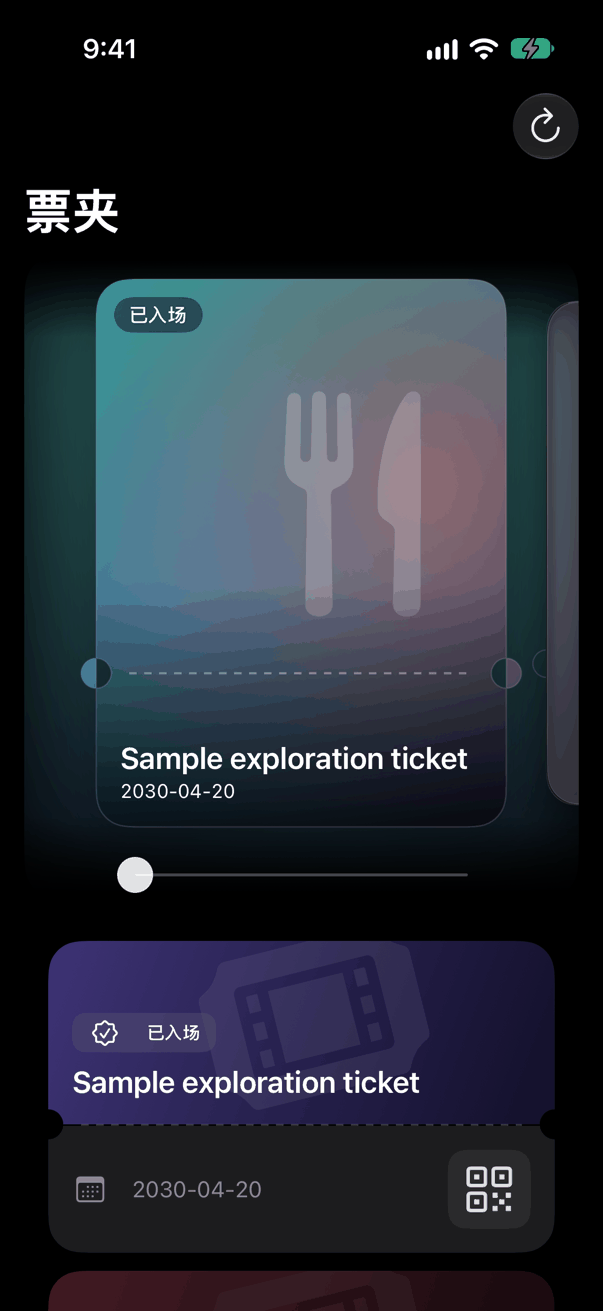 9:41
票夹
已入场
Sample exploration ticket
2030-04-20
已入场
Sample exploration ticket
2030-04-20